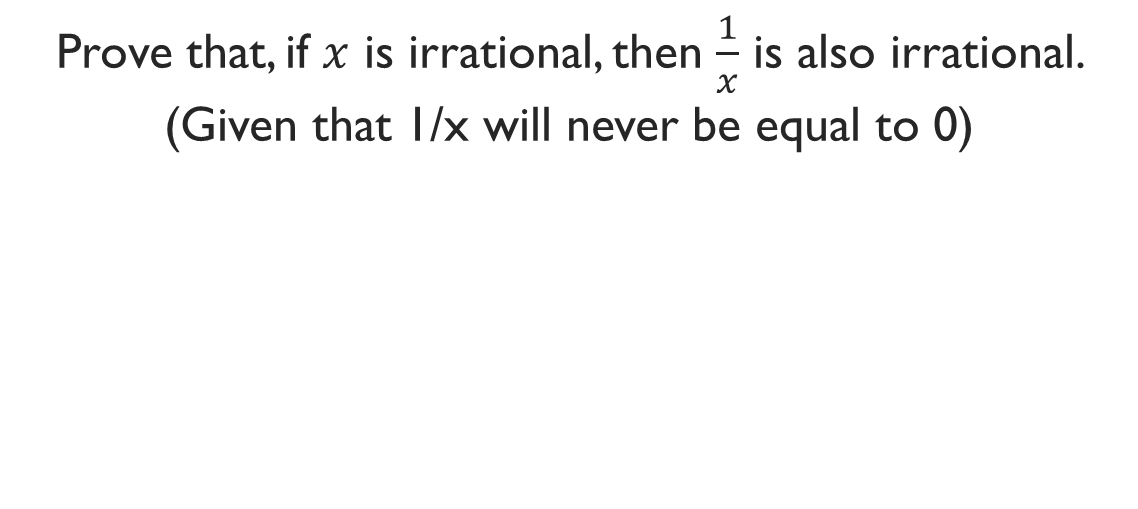 Prove that, if x is irrational, then 1/x is also irrational.
(Given that 1/x will never be equal to 0)